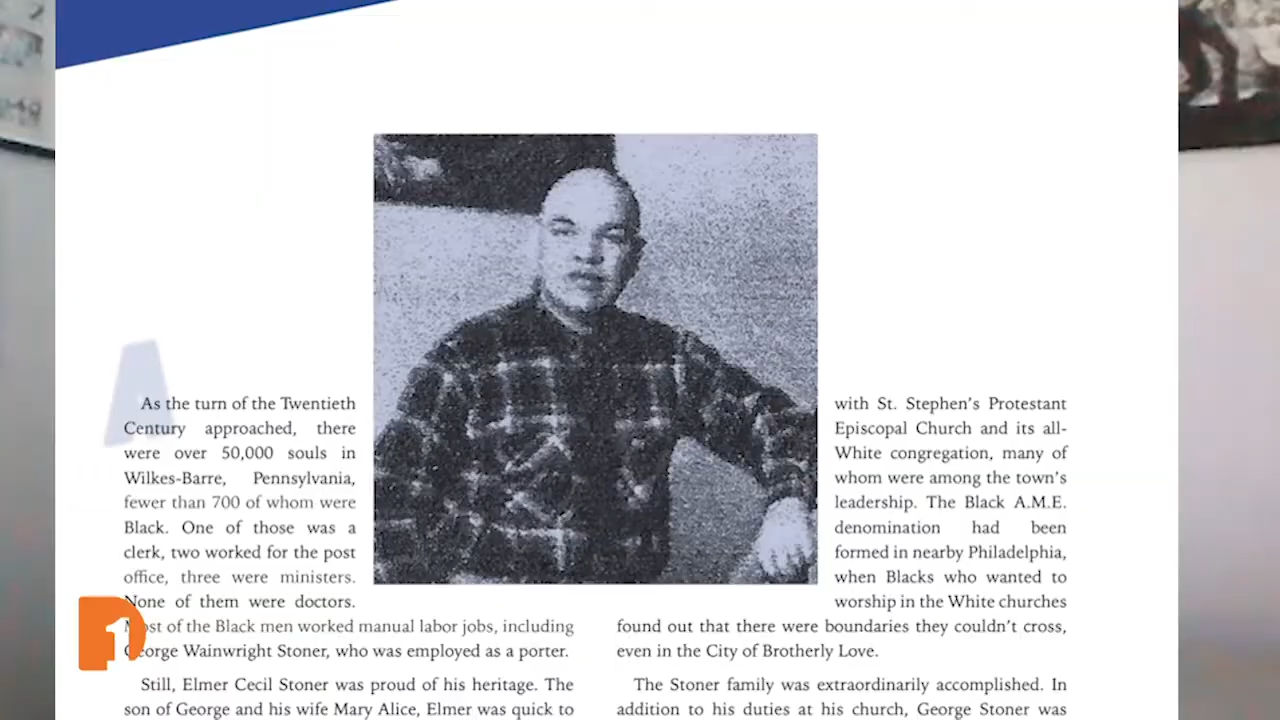 A
As the turn of the Twentieth
Century approached, there
were over 50,000 souls in
Wilkes-Barre, Pennsylvania,
fewer than 700 of whom were
Black. One of those was a
clerk, two worked for the post
office, three were ministers.
None of them were doctors.
Most of the Black men worked manual labor jobs, including
George Wainwright Stoner, who was employed as a porter.
Still, Elmer Cecil Stoner was proud of his heritage. The
son of George and his wife Mary Alice, Elmer was quick to
with St. Stephen's Protestant
Episcopal Church and its all-
White congregation, many of
whom were among the town's
leadership. The Black A.M.E.
denomination had been
formed in nearby Philadelphia,
when Blacks who wanted to
worship in the White churches
found out that there were boundaries they couldn't cross,
even in the City of Brotherly Love.
The Stoner family was extraordinarily accomplished. In
addition to his duties at his church, George Stoner was
1